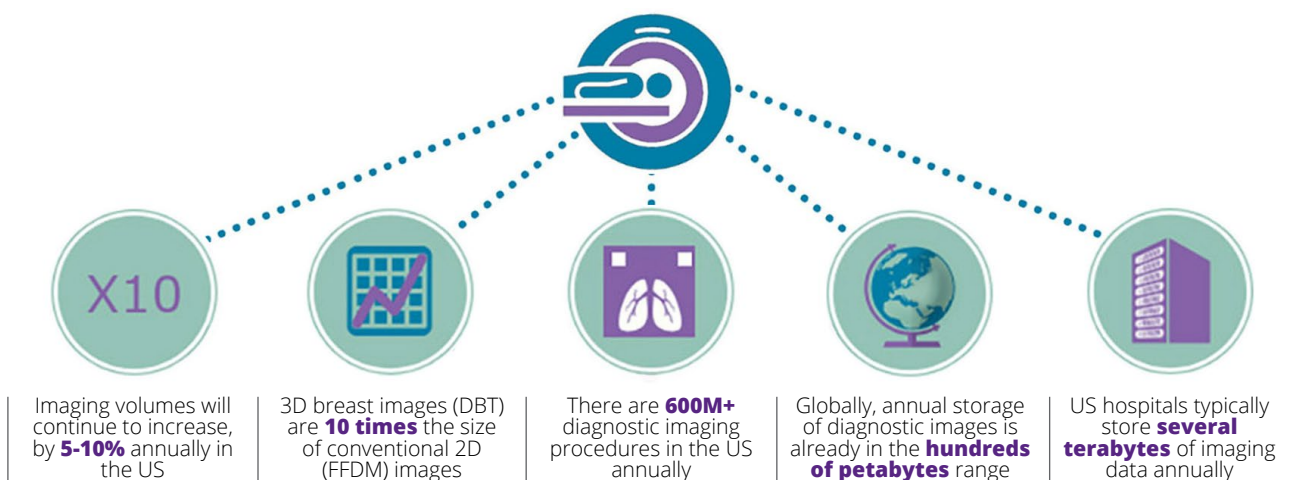 X10
Imaging volumes will
continue to increase,
by 5-10% annually in
the US
3D breast images (DBT)
are 10 times the size
of conventional 2D
(FFDM) images
There are 600M+
diagnostic imaging
procedures in the US
annually
Globally, annual storage
of diagnostic images is
already in the hundreds
of petabytes range
US hospitals typically
store several
terabytes of imaging
data annually